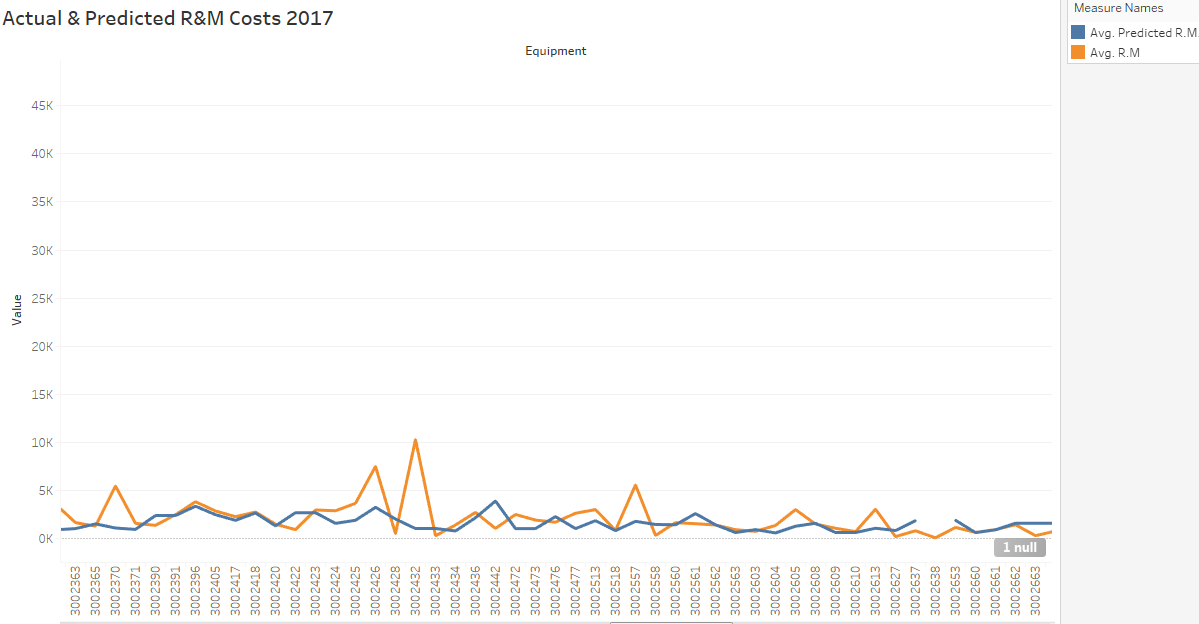 Actual & Predicted R&M Costs 2017
Measure Names
Avg. Predicted R.M
Avg. R.M
Equipment
Value
45K
40K
35K
30K
25K
20K
15K
10K
5K
0K
1 null
3002363
3002365
3002370
3002371
3002390
3002391
3002396
3002405
3002417
3002418
3002420
3002422
3002423
3002424
3002425
3002426
3002428
3002432
3002433
3002434
3002436
3002442
3002472
3002473
3002476
3002477
3002513
3002518
3002557
3002558
3002560
3002561
3002562
3002563
3002603
3002604
3002605
3002608
3002609
3002610
3002613
3002627
3002637
3002638
3002653
3002660
3002661
3002662
3002663